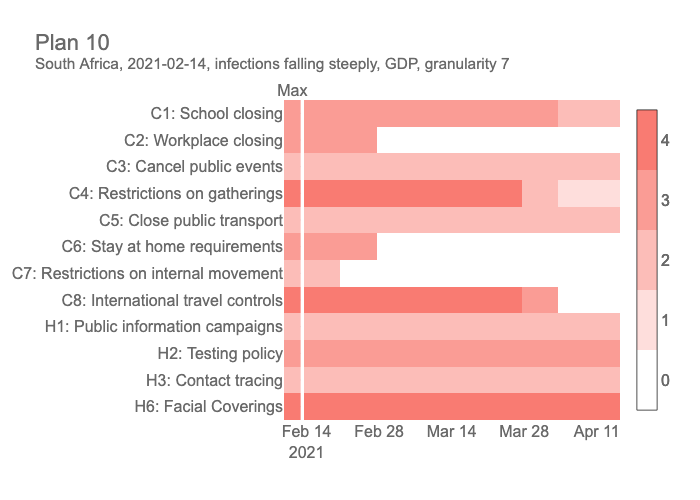 Plan 10
South Africa, 2021-02-14, infections falling steeply, GDP, granularity 7
Max
C1: School closing
C2: Workplace closing
C3: Cancel public events
C4: Restrictions on gatherings
C5: Close public transport
C6: Stay at home requirements
C7: Restrictions on internal movement
C8: International travel controls
H1: Public information campaigns
H2: Testing policy
H3: Contact tracing
H6: Facial Coverings
4
3
2
1
0
Feb 14 Feb 28 Mar 14 Mar 28 Apr 11
2021